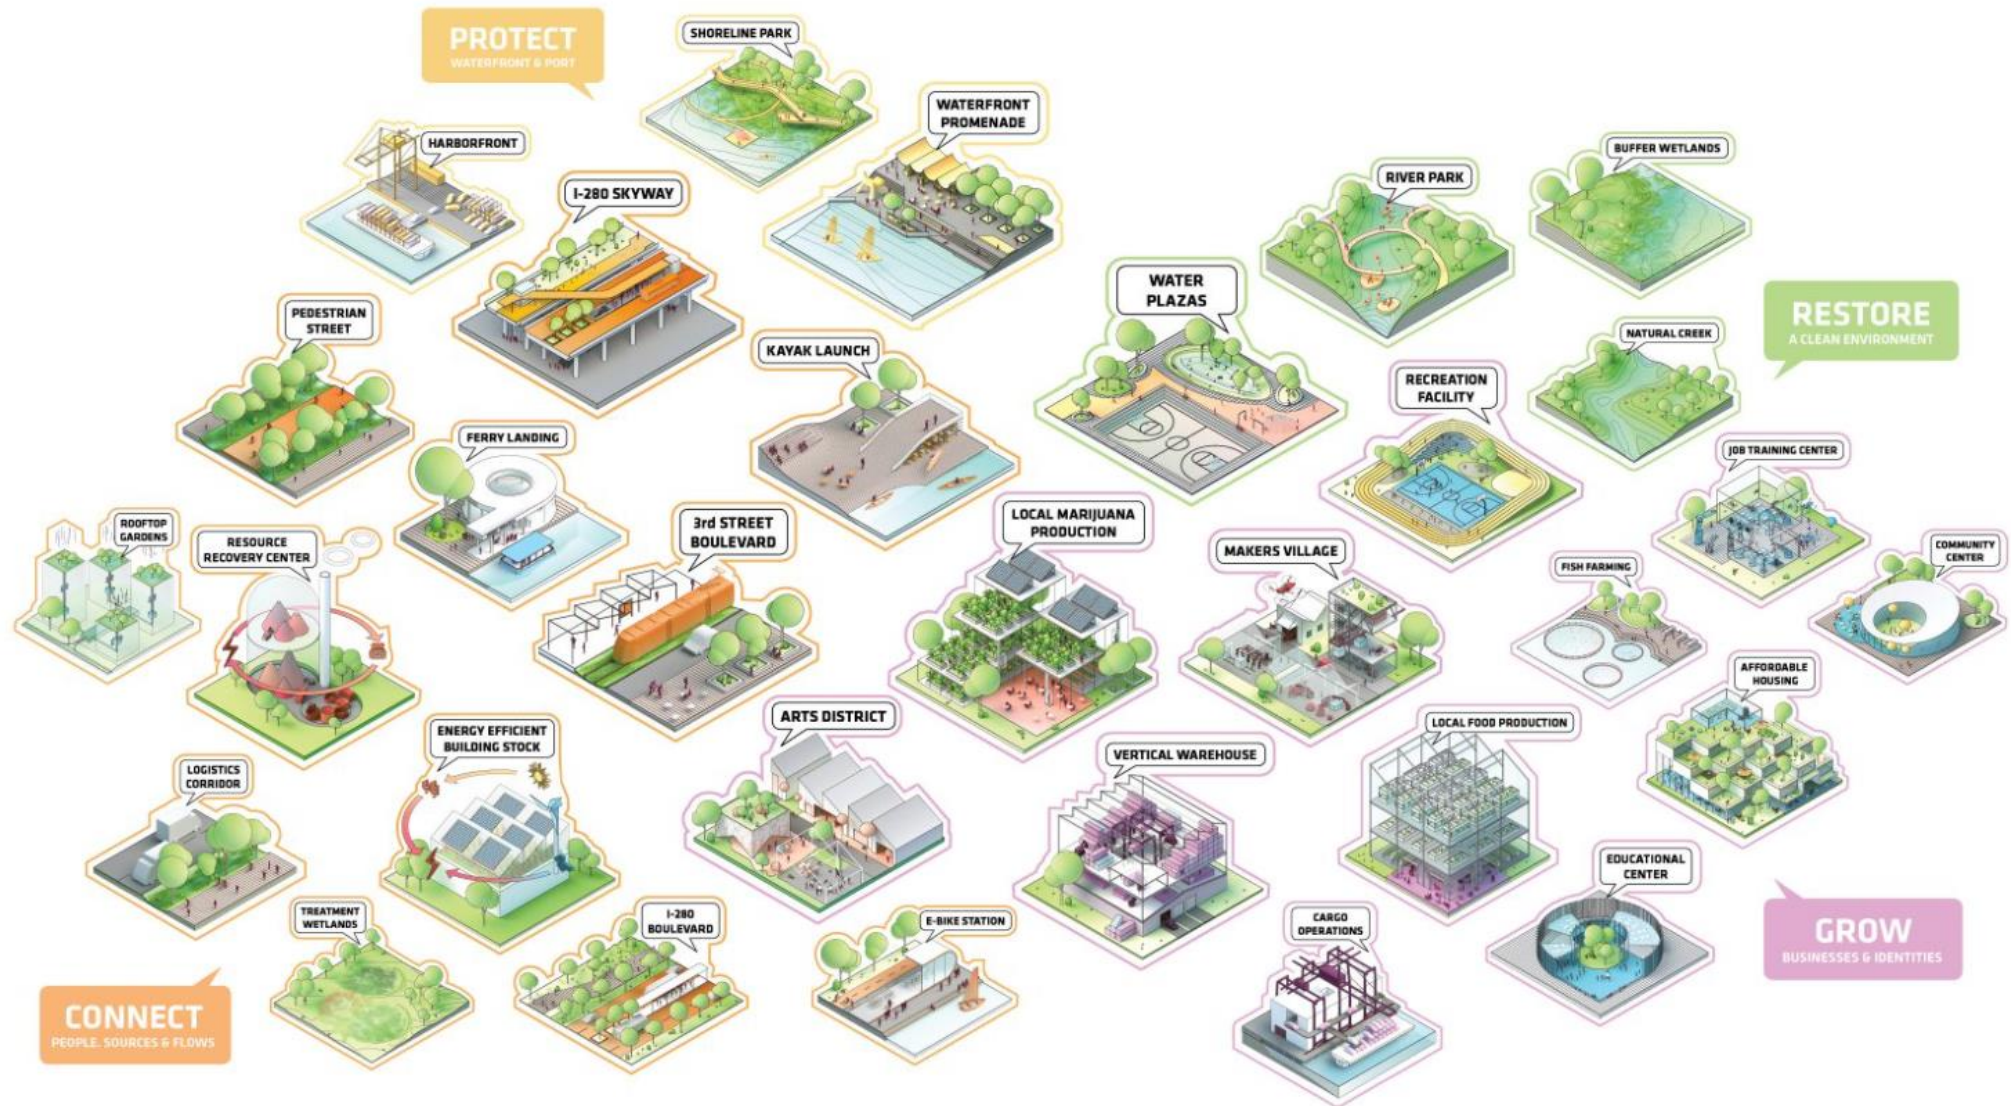 PROTECT
WATERFRONT & PORT
SHORELINE PARK
WATERFRONT
PROMENADE
HARBORFRONT
I-280 SKYWAY
BUFFER WETLANDS
RIVER PARK
WATER
PLAZAS
RESTORE
A CLEAN ENVIRONMENT
PEDESTRIAN
STREET
KAYAK LAUNCH
NATURAL CREEK
RECREATION
FACILITY
FERRY LANDING
JOB TRAINING CENTER
ROOFTOP
GARDENS
RESOURCE
RECOVERY CENTER
3rd STREET
BOULEVARD
LOCAL MARIJUANA
PRODUCTION
MAKERS VILLAGE
FISH FARMING
COMMUNITY
CENTER
AFFORDABLE
HOUSING
ENERGY EFFICIENT
BUILDING STOCK
ARTS DISTRICT
LOCAL FOOD PRODUCTION
VERTICAL WAREHOUSE
LOGISTICS
CORRIDOR
EDUCATIONAL
CENTER
TREATMENT
WETLANDS
I-280
BOULEVARD
E-BIKE STATION
CARGO
OPERATIONS
GROW
BUSINESSES & IDENTITIES
CONNECT
PEOPLE, SOURCES & FLOWS